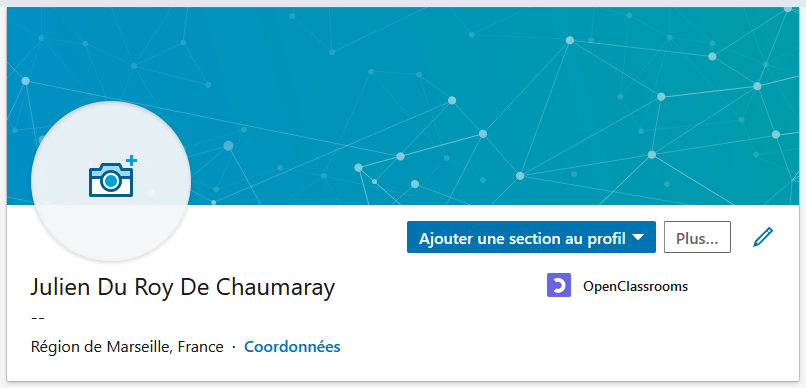 Ajouter une section au profil
Plus...
Julien Du Roy De Chaumaray
OpenClassrooms
--
Région de Marseille, France · Coordonnées